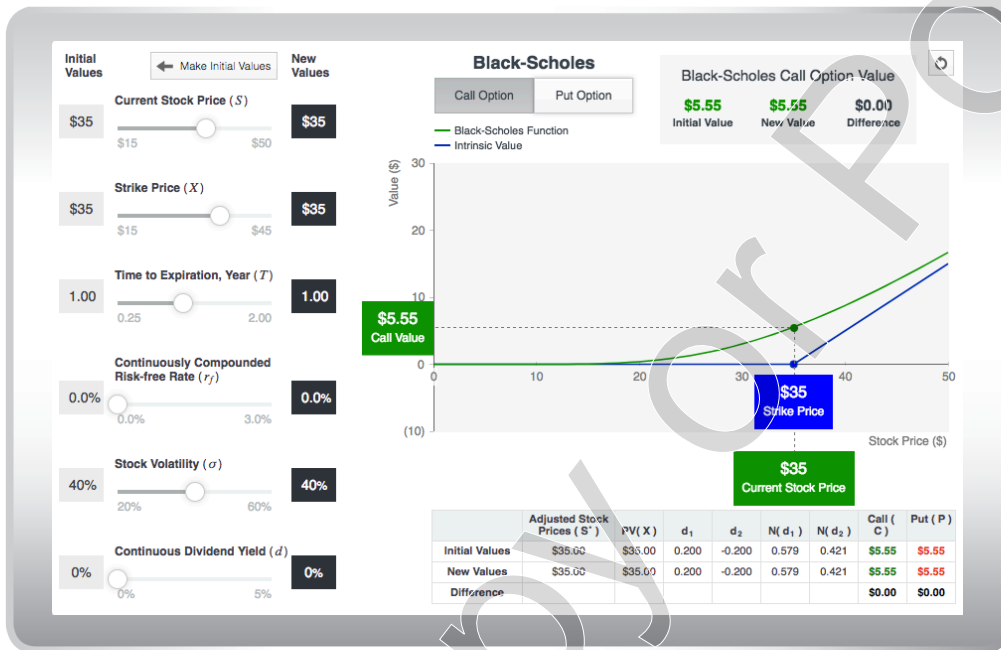 Initial
Values
Make Initial Values
New
Values
Current Stock Price (S)
$35
$35
$15 $50
Strike Price (X)
$35
$35
$15 $45
Time to Expiration, Year (T)
1.00
1.00
0.25 2.00
Continuously Compounded
Risk-free Rate (rf)
0.0%
0.0%
0.0% 3.0%
Stock Volatility (σ)
40%
40%
20% 60%
Continuous Dividend Yield (d)
0%
0%
0% 5%
Black-Scholes
Call Option Put Option
Black-Scholes Call Option Value
$5.55 $5.55 $0.00
Initial Value New Value Difference
Black-Scholes Function
Intrinsic Value
Value ($)
30
20
10
0
(10)
$5.55
Call Value
0 10 20 30 40 50
$35
Strike Price
Stock Price ($)
$35
Current Stock Price
Adjusted Stock Prices ( S* ) PV( X ) d1 d2 N( d1 ) N( d2 ) Call ( C ) Put ( P )
Initial Values $35.00 $35.00 0.200 -0.200 0.579 0.421 $5.55 $5.55
New Values $35.00 $35.00 0.200 -0.200 0.579 0.421 $5.55 $5.55
Difference $0.00 $0.00
py or Po